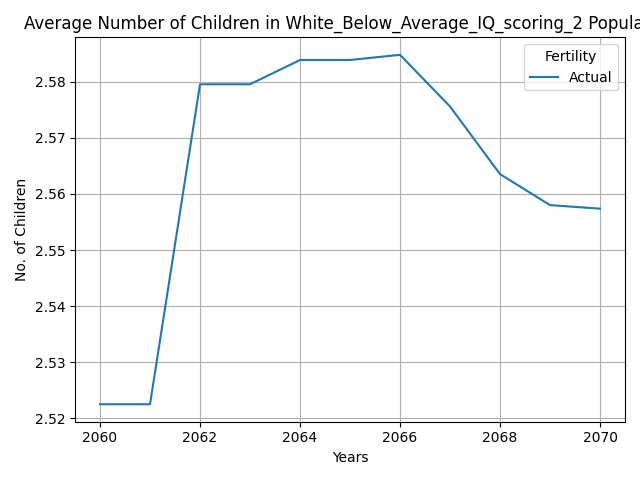 Average Number of Children in White_Below_Average_IQ_scoring_2 Popula
Fertility
Actual
2.58
2.57
2.56
2.55
2.54
2.53
2.52
No. of Children
2060 2062 2064 2066 2068 2070
Years